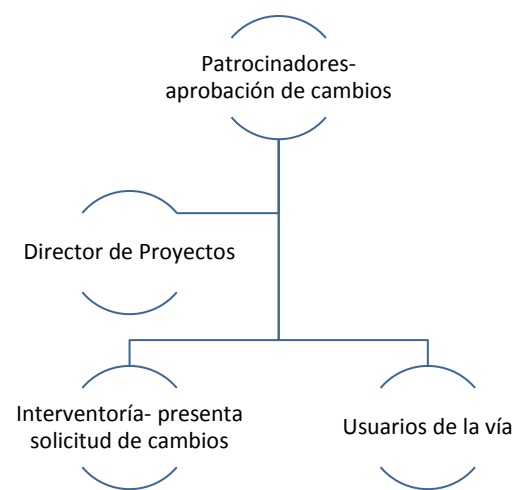 Patrocinadores-
aprobación de cambios
Director de Proyectos
Interventoría- presenta
solicitud de cambios
Usuarios de la vía